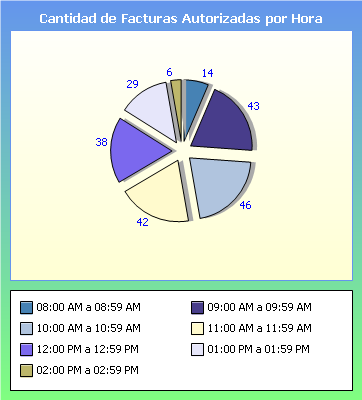 Cantidad de Facturas Autorizadas por Hora
6
14
29
43
38
46
42
08:00 AM a 08:59 AM
09:00 AM a 09:59 AM
10:00 AM a 10:59 AM
11:00 AM a 11:59 AM
12:00 PM a 12:59 PM
01:00 PM a 01:59 PM
02:00 PM a 02:59 PM